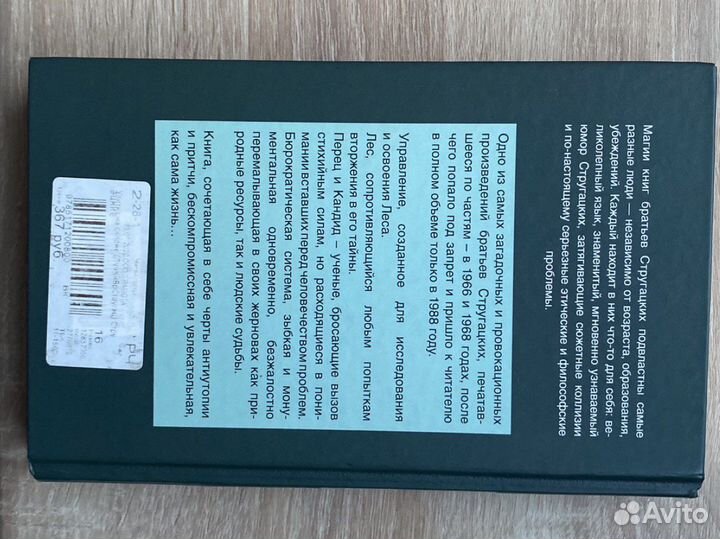 Магии книг братьев Стругацких подвластны самые
разные люди — независимо от возраста, образования,
убеждений. Каждый находит в них что-то для себя: ве-
ликолепный язык, знаменитый, мгновенно узнаваемый
юмор Стругацких, затягивающие сюжетные коллизии
и по-настоящему серьезные этические и философские
проблемы.
Одно из самых загадочных и провокационных
произведений братьев Стругацких, печатав-
шееся по частям – в 1966 и 1968 годах, после
чего попало под запрет и пришло к читателю
в полном объеме только в 1988 году.
Управление, созданное для исследования
и освоения Леса.
Лес, сопротивляющийся любым попыткам
вторжения в его тайны.
Перец и Кандид – ученые, бросающие вызов
стихийным силам, но расходящиеся в пони-
мании вставших перед человечеством проблем.
Бюрократическая система, зыбкая и мону-
ментальная одновременно, безжалостно
перемалывающая в своих жерновах как при-
родные ресурсы, так и людские судьбы.
Книга, сочетающая в себе черты антиутопии
и притчи, бескомпромиссная и увлекательная,
как сама жизнь...
16
367 руб
Avito